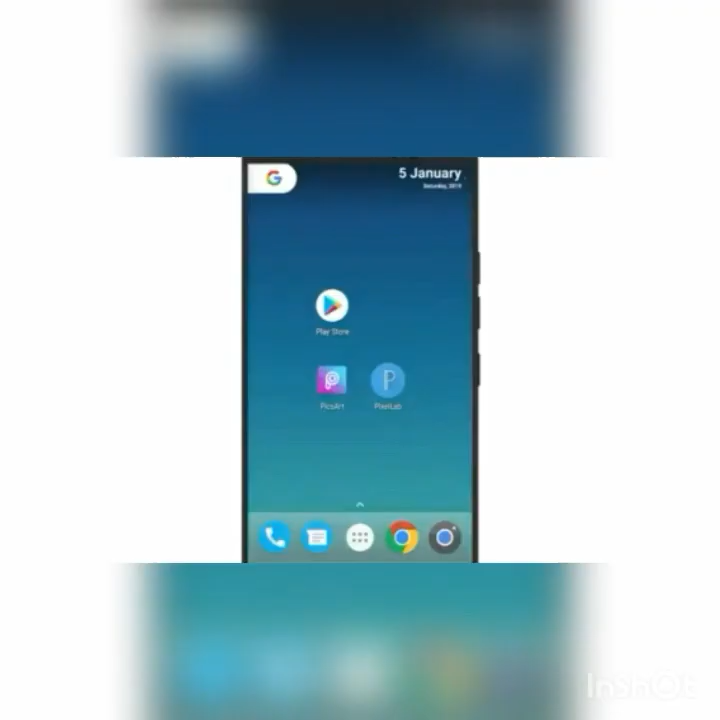 G
5 January
Saturday, 2019
Play Store
PicsArt
PixelLab
InShOt